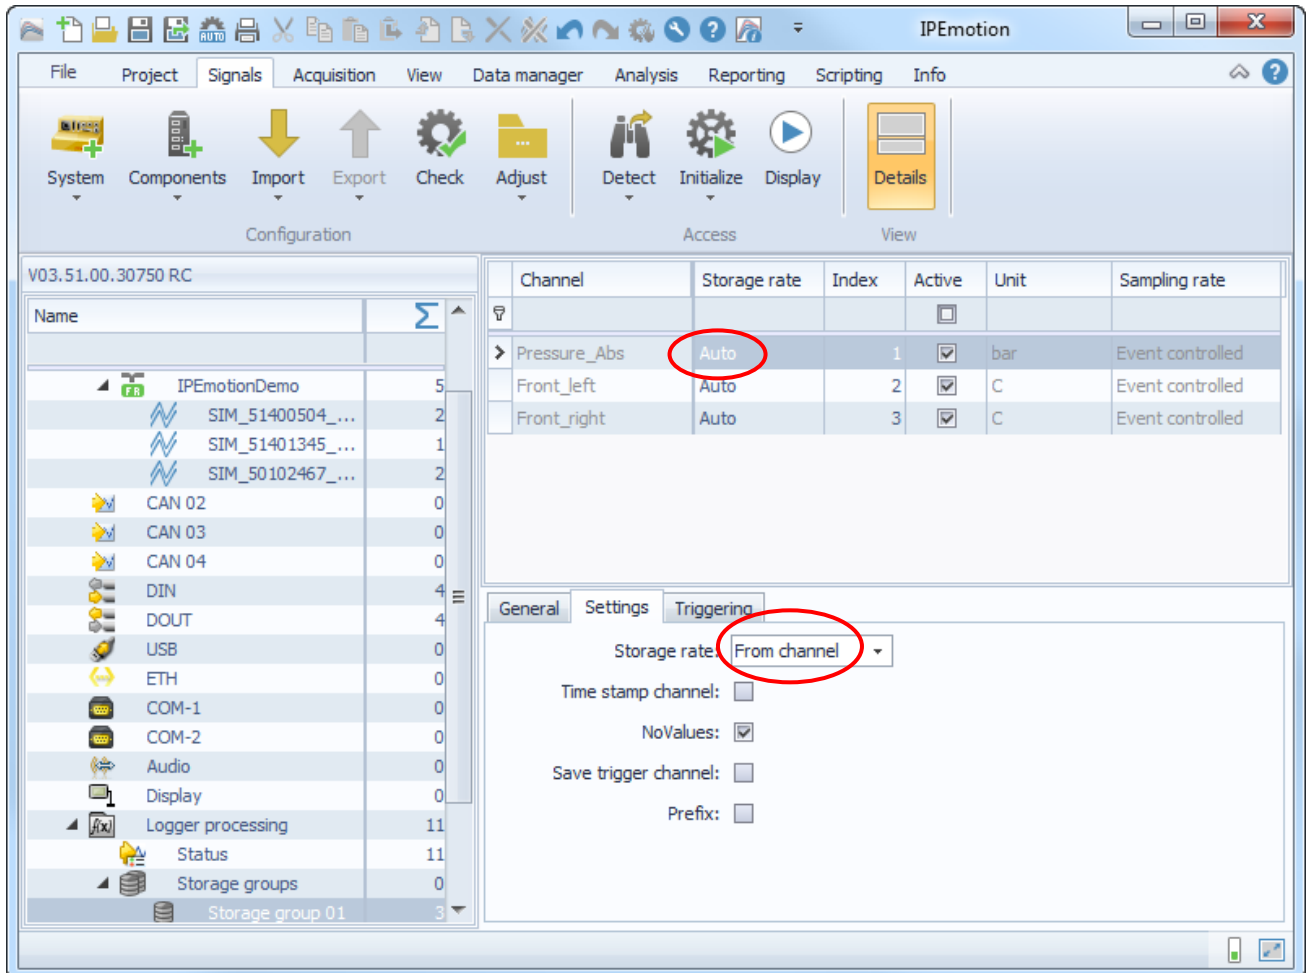 IPEmotion
File Project Signals Acquisition View Data manager Analysis Reporting Scripting Info
AUTO
System Components Import Export Check Adjust Detect Initialize Display Details
Configuration Access View
V03.51.00.30750 RC
Name
IPEmotionDemo 5
SIM_51400504_... 2
SIM_51401345_... 1
SIM_50102467_... 2
CAN 02 0
CAN 03 0
CAN 04 0
DIN 4
DOUT 4
USB 0
ETH 0
COM-1 0
COM-2 0
Audio 0
Display 0
Logger processing 11
Status 11
Storage groups 0
Storage group 01 3
Channel Storage rate Index Active Unit Sampling rate
Pressure_Abs Auto 1 bar Event controlled
Front_left Auto 2 C Event controlled
Front_right Auto 3 C Event controlled
General Settings Triggering
Storage rate: From channel
Time stamp channel:
NoValues:
Save trigger channel:
Prefix: